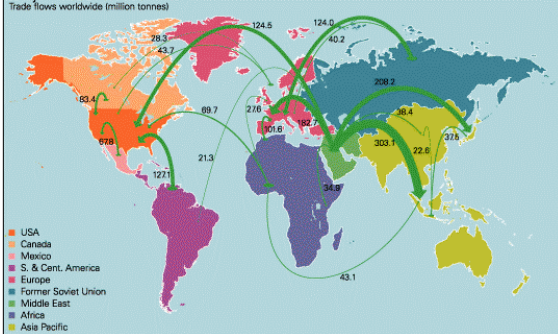 Trade flows worldwide (million tonnes)
124.5
124.0
28.3
40.2
43.7
208.2
83.4
69.7
27.6
38.4
182.7
37.5
101.6
67.8
303.1
22.6
21.3
127.1
34.9
43.1
USA
Canada
Mexico
S. & Cent. America
Europe
Former Soviet Union
Middle East
Africa
Asia Pacific